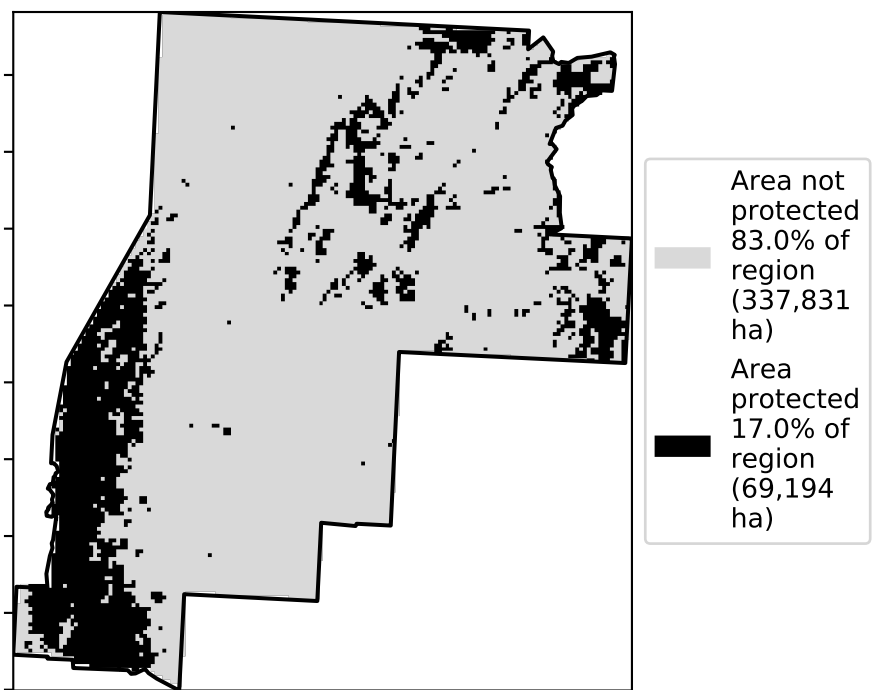 Area not
protected
83.0% of
region
(337,831
ha)
Area
protected
17.0% of
region
(69,194
ha)